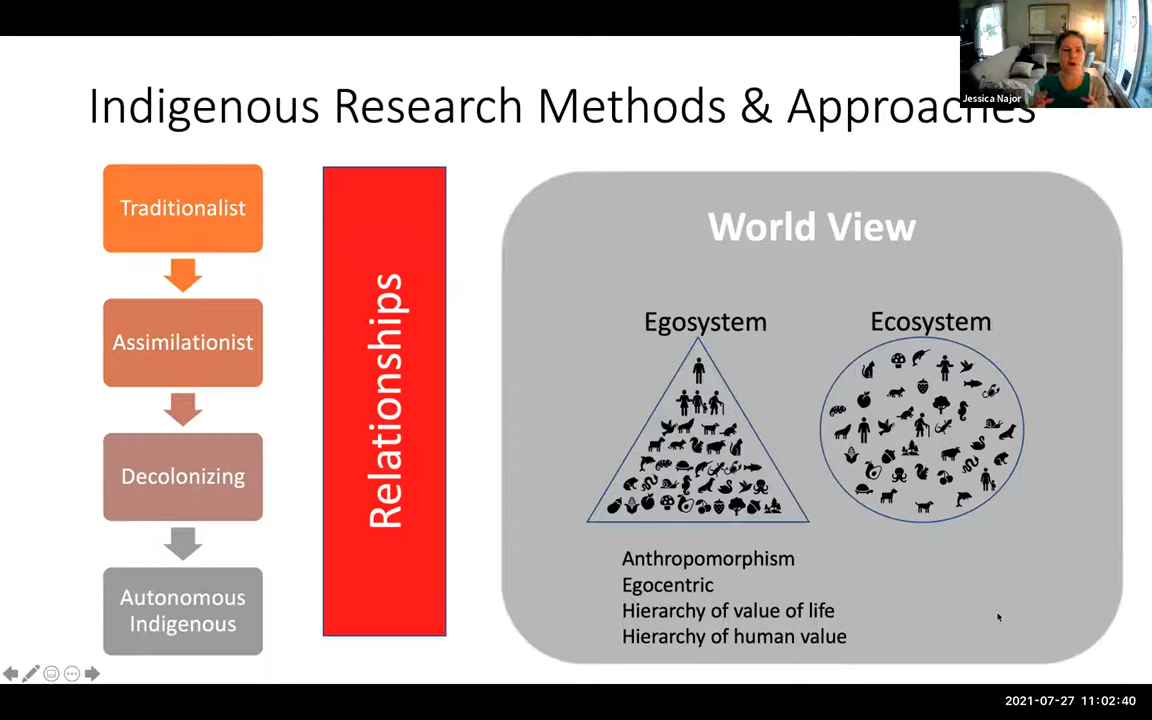 Jessica Najor
Indigenous Research Methods & Approaches
Traditionalist
Assimilationist
Decolonizing
Autonomous
Indigenous
Relationships
World View
Egosystem
Ecosystem
Anthropomorphism
Egocentric
Hierarchy of value of life
Hierarchy of human value
2021-07-27 11:02:40